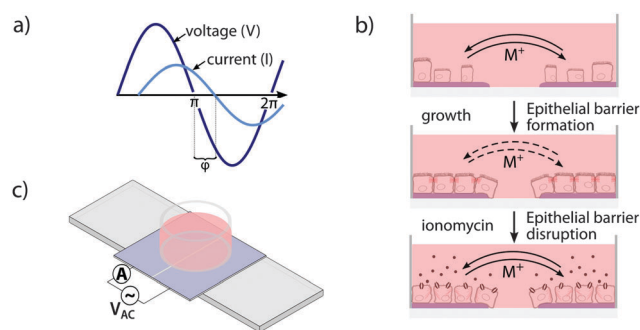 a)
voltage (V)
current (I)
π
2π
φ
b)
M+
growth
Epithelial barrier
formation
M+
ionomycin
Epithelial barrier
disruption
M+
c)
A
~
VAC